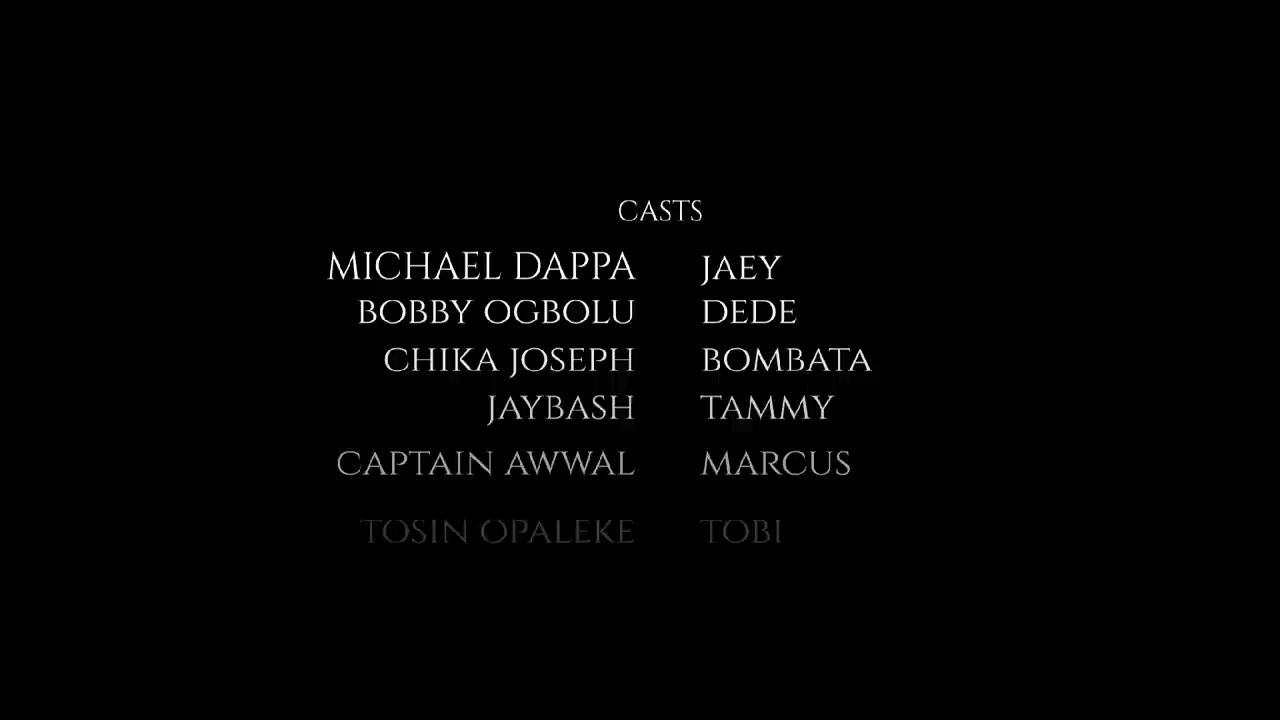 CASTS
MICHAEL DAPPA JAEY
BOBBY OGBOLU DEDE
CHIKA JOSEPH BOMBATA
JAYBASH TAMMY
CAPTAIN AWWAL MARCUS
TOSIN OPALEKE TOBI